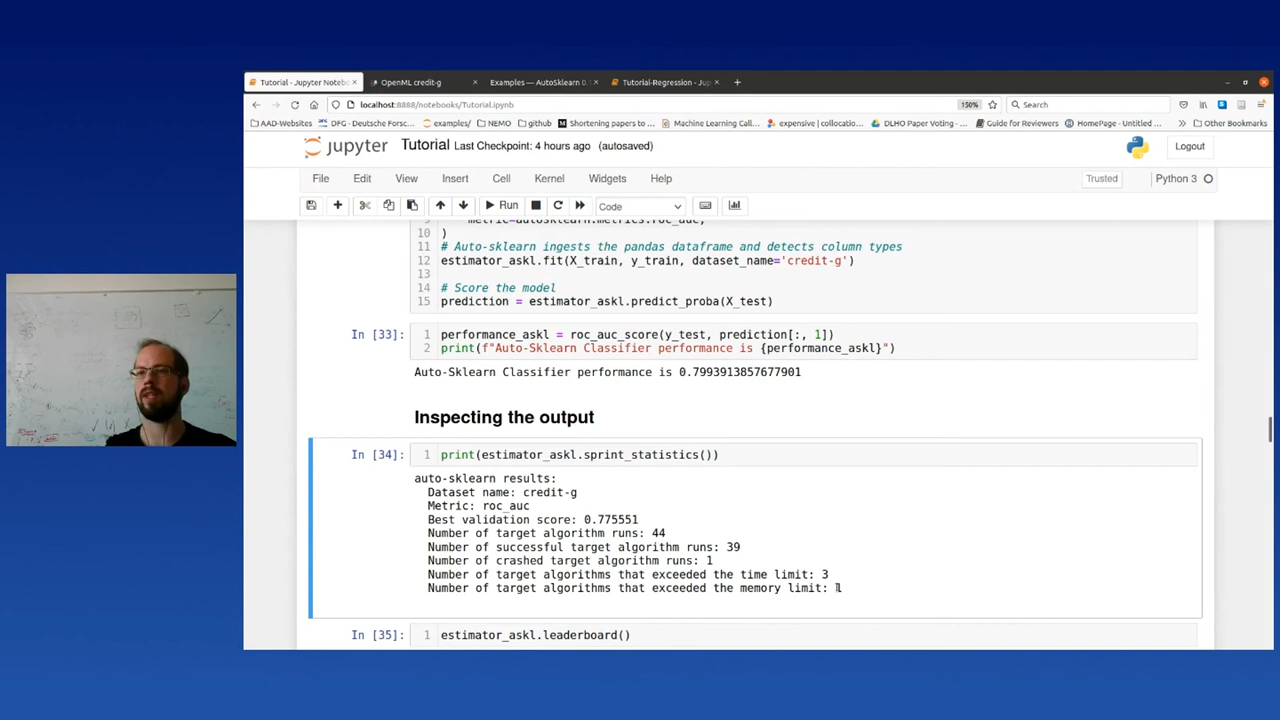 Tutorial - Jupyter Notebo
OpenML credit-g
Examples — AutoSklearn 0.
Tutorial-Regression - Jup
localhost:8888/notebooks/Tutorial.ipynb
150%
Search
AAD-Websites
DFG - Deutsche Forsc...
examples/
NEMO
github
Shortening papers to ...
Machine Learning Cal...
expensive | collocatio...
DLHO Paper Voting - ...
Guide for Reviewers
HomePage - Untitled ...
Other Bookmarks
jupyter Tutorial Last Checkpoint: 4 hours ago (autosaved)
Logout
File Edit View Insert Cell Kernel Widgets Help
Trusted
Python 3
Run
Code
9 metric=autosklearn.metrics.roc_auc,
10 )
11 # Auto-sklearn ingests the pandas dataframe and detects column types
12 estimator_askl.fit(X_train, y_train, dataset_name='credit-g')
13
14 # Score the model
15 prediction = estimator_askl.predict_proba(X_test)
In [33]: 1 performance_askl = roc_auc_score(y_test, prediction[:, 1])
2 print(f"Auto-Sklearn Classifier performance is {performance_askl}")
Auto-Sklearn Classifier performance is 0.7993913857677901
Inspecting the output
In [34]: 1 print(estimator_askl.sprint_statistics())
auto-sklearn results:
Dataset name: credit-g
Metric: roc_auc
Best validation score: 0.775551
Number of target algorithm runs: 44
Number of successful target algorithm runs: 39
Number of crashed target algorithm runs: 1
Number of target algorithms that exceeded the time limit: 3
Number of target algorithms that exceeded the memory limit: 1
In [35]: 1 estimator_askl.leaderboard()